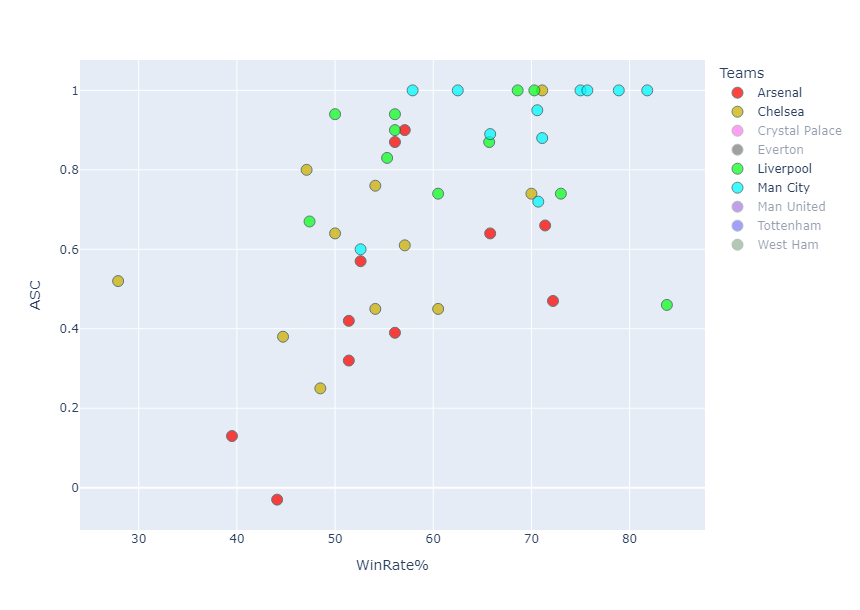 Teams
Arsenal
Chelsea
Crystal Palace
Everton
Liverpool
Man City
Man United
Tottenham
West Ham
1
0.8
0.6
0.4
0.2
0
ASC
30 40 50 60 70 80
WinRate%